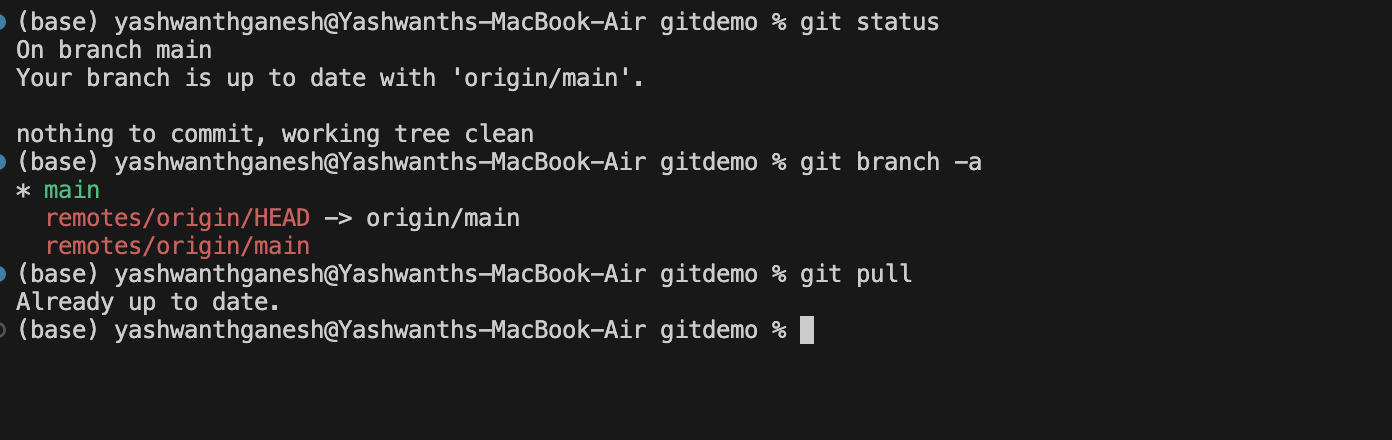 (base) yashwanthganesh@Yashwanths-MacBook-Air gitdemo % git status
On branch main
Your branch is up to date with 'origin/main'.
nothing to commit, working tree clean
(base) yashwanthganesh@Yashwanths-MacBook-Air gitdemo % git branch -a
* main
remotes/origin/HEAD -> origin/main
remotes/origin/main
(base) yashwanthganesh@Yashwanths-MacBook-Air gitdemo % git pull
Already up to date.
(base) yashwanthganesh@Yashwanths-MacBook-Air gitdemo %